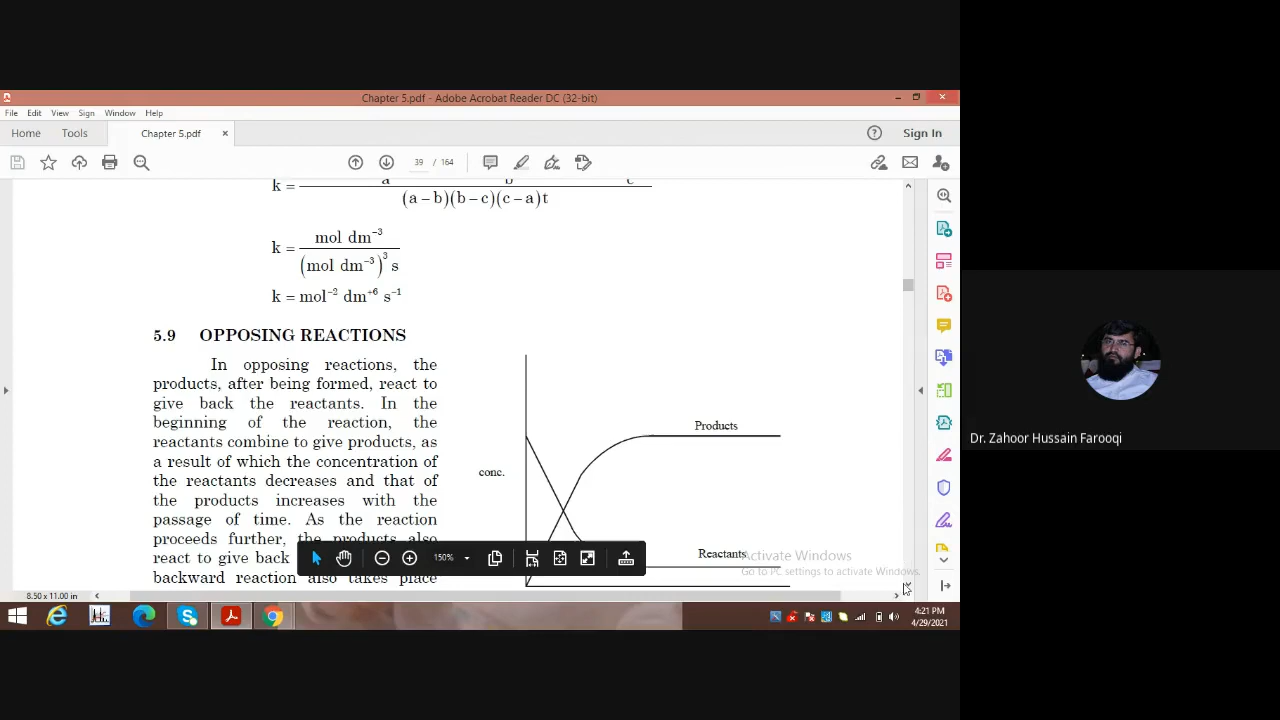 Chapter 5.pdf - Adobe Acrobat Reader DC (32-bit)
File Edit View Window Help
Home Tools Chapter 5.pdf × Sign In
39 / 164
k =
(a − b)(b − c)(c − a)t
k = mol dm⁻³
(mol dm⁻³)³ s
k = mol⁻² dm⁺⁶ s⁻¹
5.9 OPPOSING REACTIONS
In opposing reactions, the
products, after being formed, react to
give back the reactants. In the
beginning of the reaction, the
reactants combine to give products, as
a result of which the concentration of
the reactants decreases and that of
the products increases with the
passage of time. As the reaction
proceeds further, the products also
react to give back
backward reaction also takes place
Products
conc.
Reactants
150%
Activate Windows
Go to PC settings to activate Windows.
8.50 x 11.00 in
4:21 PM
4/29/2021
Dr. Zahoor Hussain Farooqi